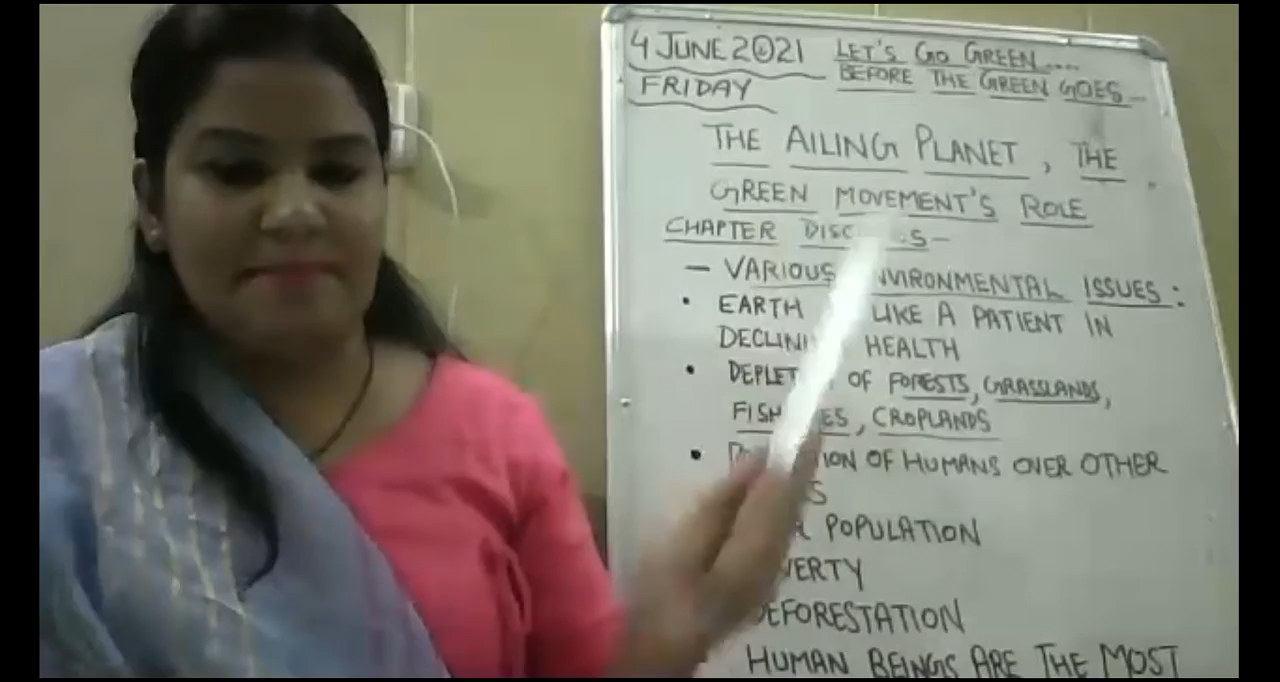 4 JUNE 2021 LET'S GO GREEN....
FRIDAY BEFORE THE GREEN GOES...
THE AILING PLANET, THE
GREEN MOVEMENT'S ROLE
CHAPTER
- VARIOUS ENVIRONMENTAL ISSUES:
• EARTH LIKE A PATIENT IN
HEALTH
• OF FORESTS, GRASSLANDS,
CROPLANDS
• OF HUMANS OVER OTHER
POPULATION
DEFORESTATION
HUMAN BEINGS ARE THE MOST